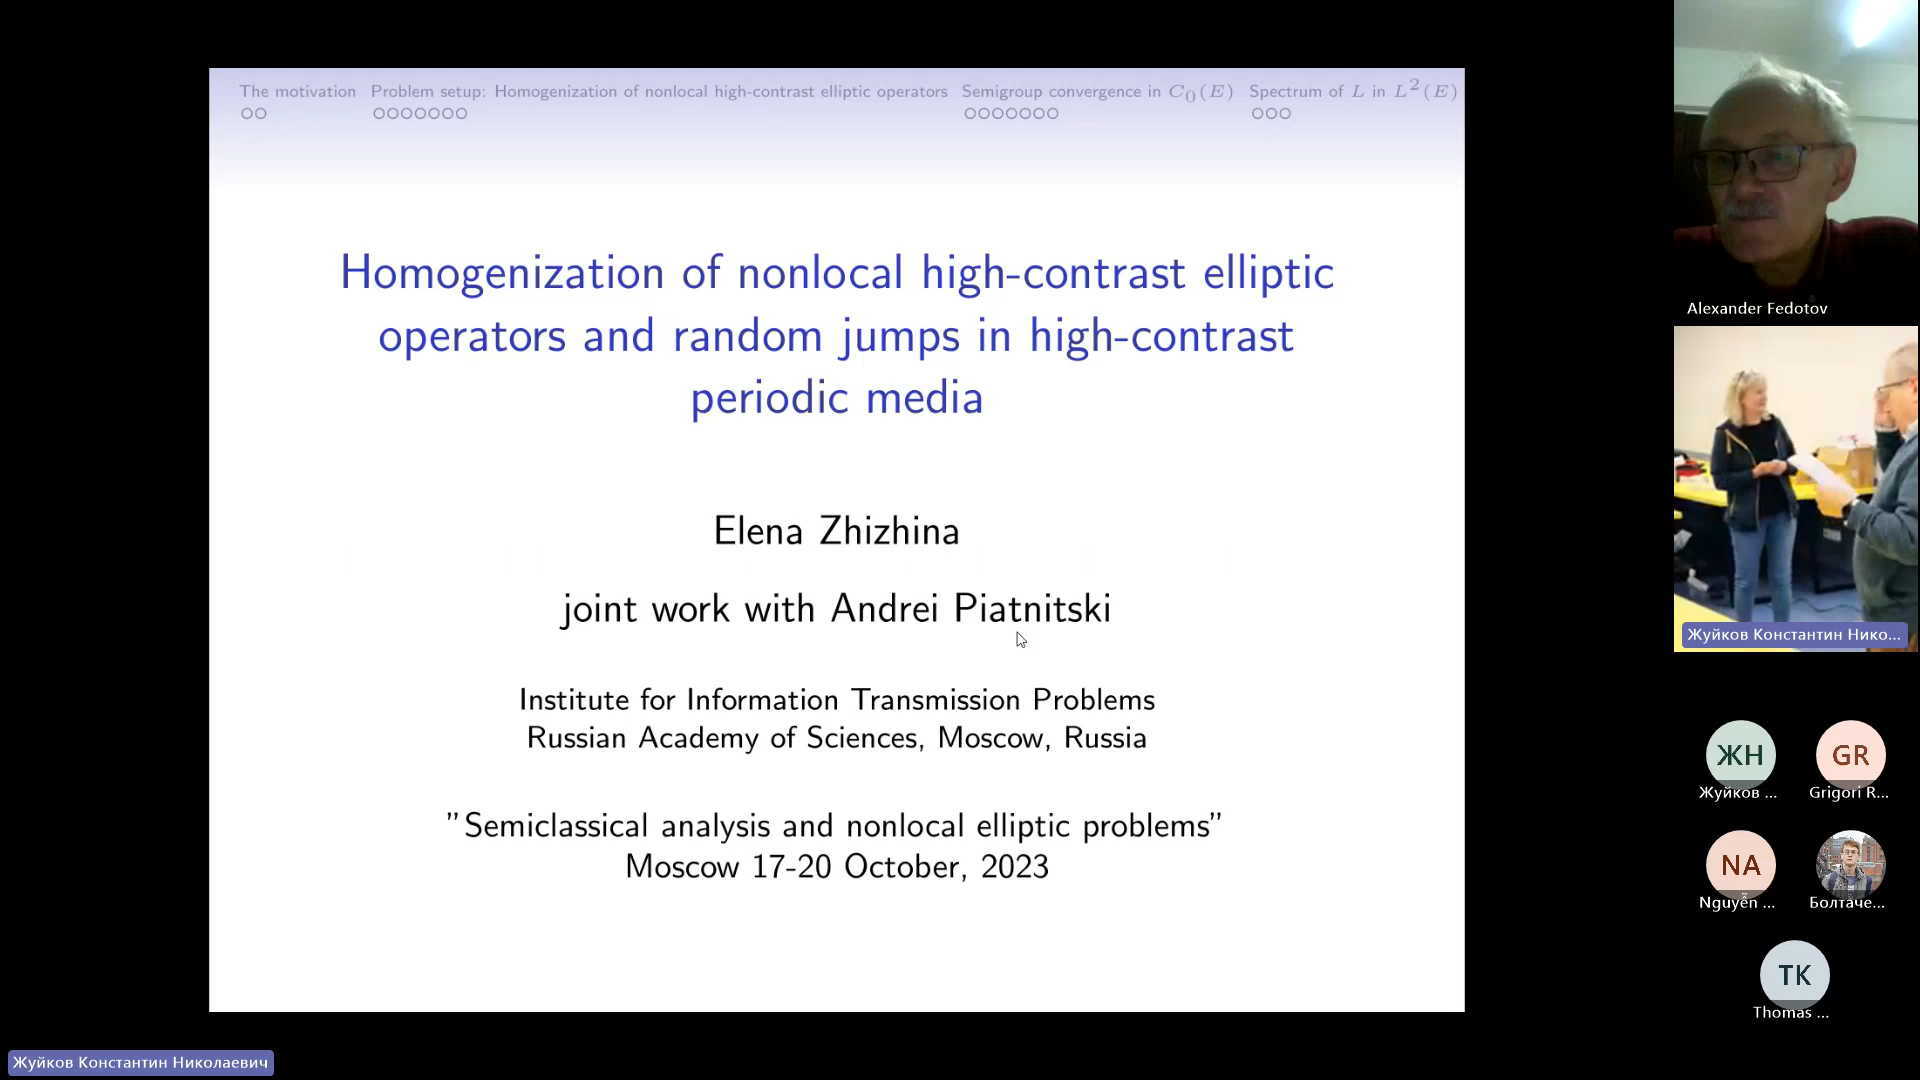 The motivation
Problem setup: Homogenization of nonlocal high-contrast elliptic operators
Semigroup convergence in C₀(E)
Spectrum of L in L²(E)
Homogenization of nonlocal high-contrast elliptic
operators and random jumps in high-contrast
periodic media
Elena Zhizhina
joint work with Andrei Piatnitski
Institute for Information Transmission Problems
Russian Academy of Sciences, Moscow, Russia
"Semiclassical analysis and nonlocal elliptic problems"
Moscow 17-20 October, 2023
Alexander Fedotov
Жуйков Константин Нико...
ЖН
Жуйков ...
GR
Grigori R...
NA
Nguyễn ...
Болтаче...
TK
Thomas ...
Жуйков Константин Николаевич